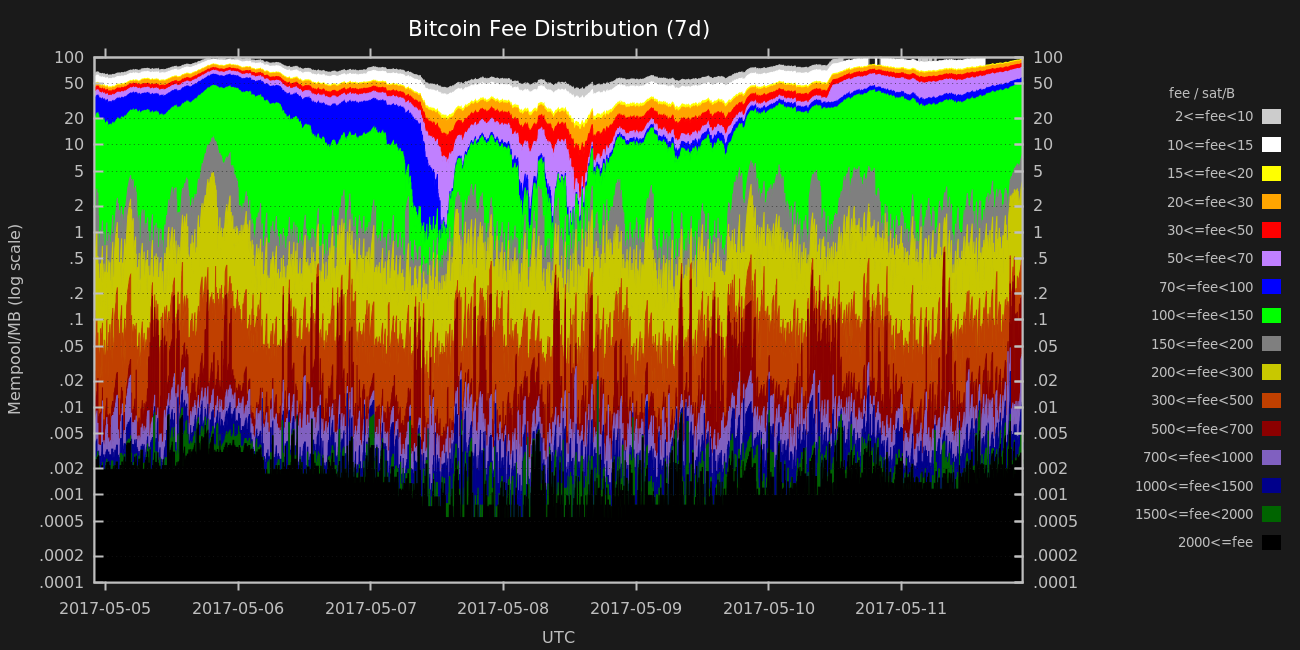 Bitcoin Fee Distribution (7d)
Mempool/MB (log scale)
100
50
20
10
5
2
1
.5
.2
.1
.05
.02
.01
.005
.002
.001
.0005
.0002
.0001
100
50
20
10
5
2
1
.5
.2
.1
.05
.02
.01
.005
.002
.001
.0005
.0002
.0001
fee / sat/B
2<=fee<10
10<=fee<15
15<=fee<20
20<=fee<30
30<=fee<50
50<=fee<70
70<=fee<100
100<=fee<150
150<=fee<200
200<=fee<300
300<=fee<500
500<=fee<700
700<=fee<1000
1000<=fee<1500
1500<=fee<2000
2000<=fee
2017-05-05 2017-05-06 2017-05-07 2017-05-08 2017-05-09 2017-05-10 2017-05-11
UTC